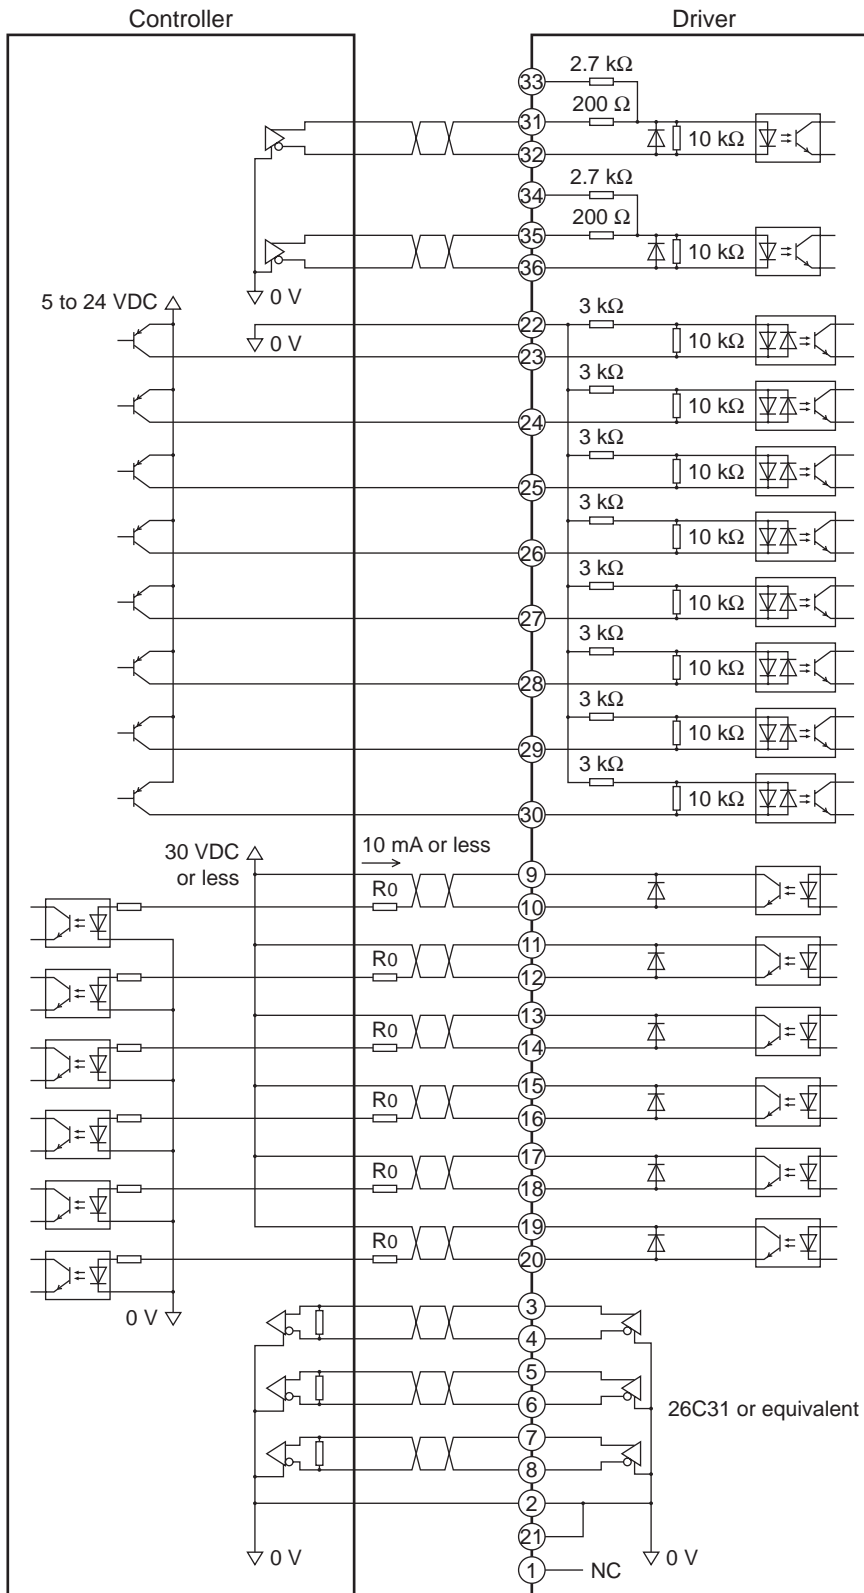 Controller
Driver
2.7 kΩ
33
200 Ω
31
10 kΩ
32
2.7 kΩ
34
200 Ω
35
10 kΩ
36
5 to 24 VDC
0 V
3 kΩ
22
0 V
10 kΩ
23
3 kΩ
10 kΩ
24
3 kΩ
10 kΩ
25
3 kΩ
10 kΩ
26
3 kΩ
10 kΩ
27
3 kΩ
10 kΩ
28
3 kΩ
10 kΩ
29
3 kΩ
10 kΩ
30
30 VDC
or less
10 mA or less
9
R0
10
11
R0
12
13
R0
14
15
R0
16
17
R0
18
19
R0
20
0 V
3
4
5
6
26C31 or equivalent
7
8
2
21
0 V
0 V
1
NC